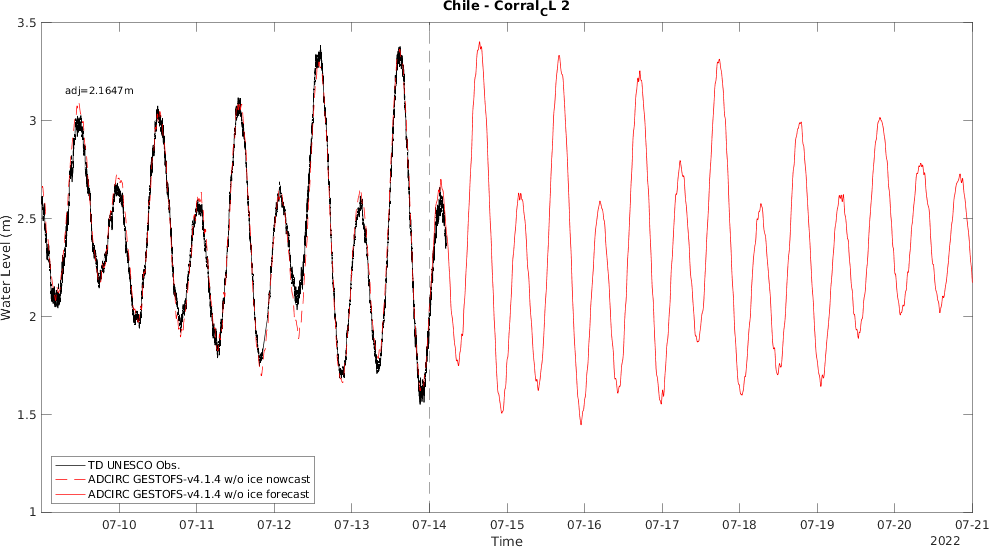 Chile - Corral_CL 2
3.5
3
2.5
2
1.5
1
Water Level (m)
adj=2.1647m
TD UNESCO Obs.
ADCIRC GESTOFS-v4.1.4 w/o ice nowcast
ADCIRC GESTOFS-v4.1.4 w/o ice forecast
07-10 07-11 07-12 07-13 07-14 07-15 07-16 07-17 07-18 07-19 07-20 07-21
Time
2022